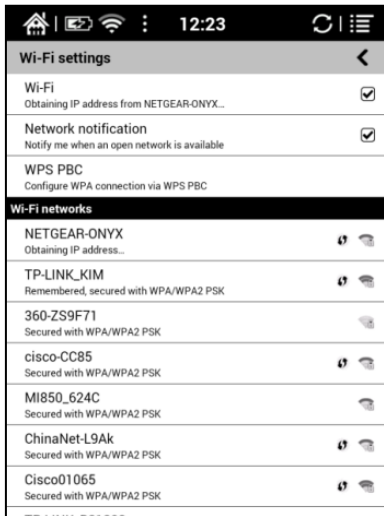 12:23
Wi-Fi settings
Wi-Fi
Obtaining IP address from NETGEAR-ONYX...
Network notification
Notify me when an open network is available
WPS PBC
Configure WPA connection via WPS PBC
Wi-Fi networks
NETGEAR-ONYX
Obtaining IP address...
TP-LINK_KIM
Remembered, secured with WPA/WPA2 PSK
360-ZS9F71
Secured with WPA/WPA2 PSK
cisco-CC85
Secured with WPA/WPA2 PSK
MI850_624C
Secured with WPA/WPA2 PSK
ChinaNet-L9Ak
Secured with WPA/WPA2 PSK
Cisco01065
Secured with WPA/WPA2 PSK